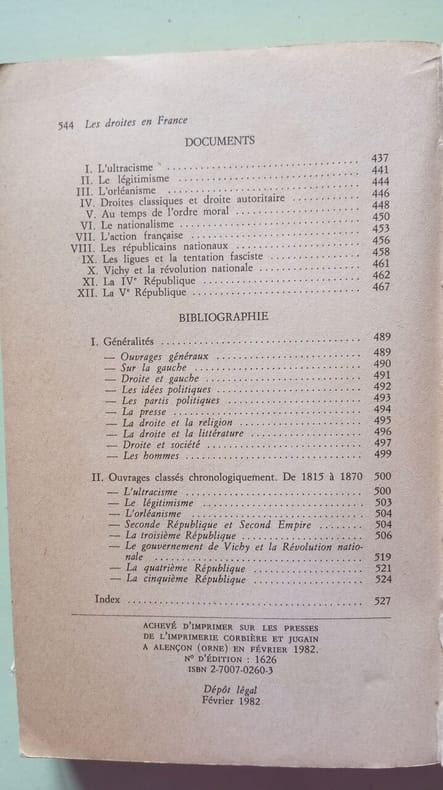 544 Les droites en France
DOCUMENTS
I. L'ultracisme ........ 437
II. Le légitimisme ........ 441
III. L'orléanisme ........ 444
IV. Droites classiques et droite autoritaire ........ 446
V. Au temps de l'ordre moral ........ 448
VI. Le nationalisme ........ 450
VII. L'action française ........ 453
VIII. Les républicains nationaux ........ 456
IX. Les ligues et la tentation fasciste ........ 458
X. Vichy et la révolution nationale ........ 461
XI. La IVe République ........ 462
XII. La Ve République ........ 467
BIBLIOGRAPHIE
I. Généralités ........ 489
— Ouvrages généraux ........ 489
— Sur la gauche ........ 490
— Droite et gauche ........ 491
— Les idées politiques ........ 492
— Les partis politiques ........ 493
— La presse ........ 494
— La droite et la religion ........ 495
— La droite et la littérature ........ 496
— Droite et société ........ 497
— Les hommes ........ 499
II. Ouvrages classés chronologiquement. De 1815 à 1870 500
— L'ultracisme ........ 500
— Le légitimisme ........ 503
— L'orléanisme ........ 504
— Seconde République et Second Empire ........ 504
— La troisième République ........ 506
— Le gouvernement de Vichy et la Révolution natio-
nale ........ 519
— La quatrième République ........ 521
— La cinquième République ........ 524
Index ........ 527
ACHEVÉ D'IMPRIMER SUR LES PRESSES
DE L'IMPRIMERIE CORBIÈRE ET JUGAIN
A ALENÇON (ORNE) EN FÉVRIER 1982.
N° D'ÉDITION : 1626
ISBN 2-7007-0260-3
Dépôt légal
Février 1982